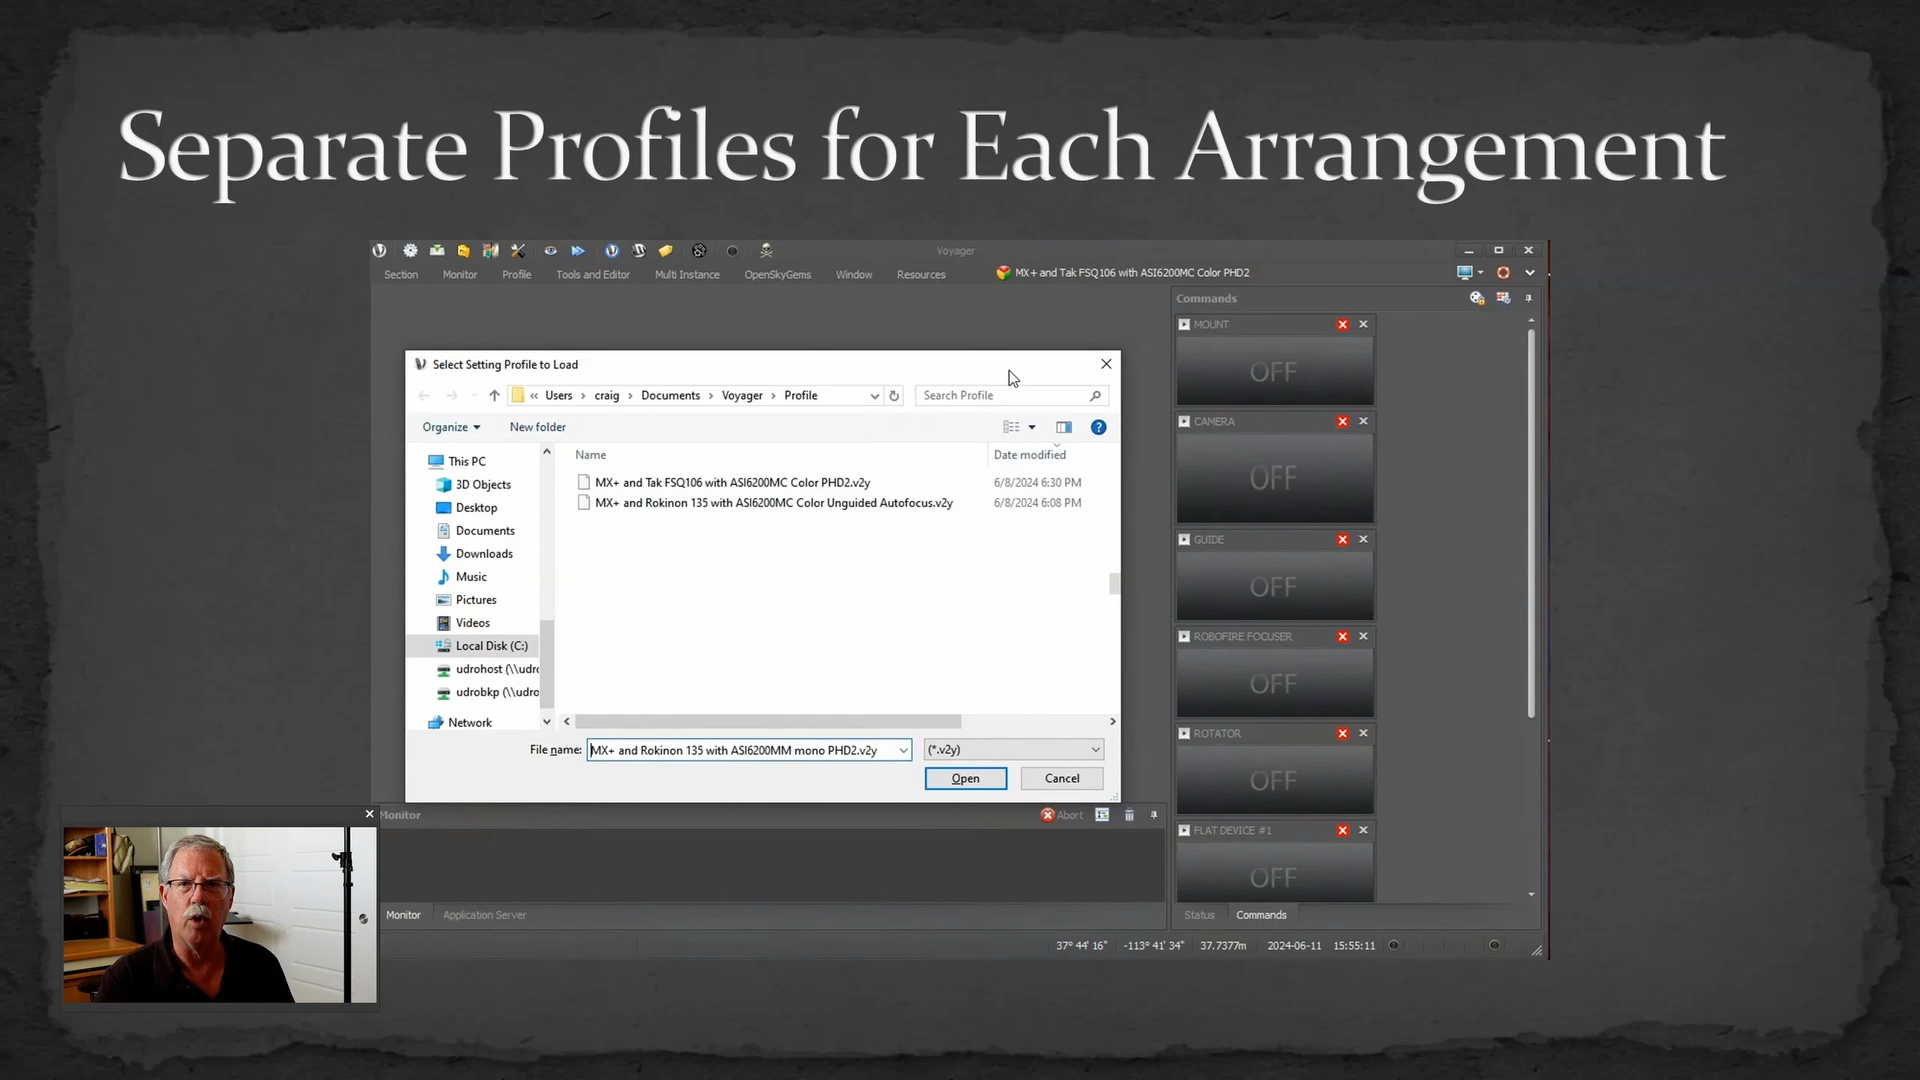 Separate Profiles for Each Arrangement
Voyager
Section Monitor Profile Tools and Editor Multi Instance OpenSkyGems Window Resources
MX+ and Tak FSQ106 with ASI6200MC Color PHD2
Commands
MOUNT
OFF
CAMERA
OFF
GUIDE
OFF
ROBOFIRE FOCUSER
OFF
ROTATOR
OFF
FLAT DEVICE #1
OFF
Status Commands
Select Setting Profile to Load
« Users > craig > Documents > Voyager > Profile
Search Profile
Organize New folder
This PC
3D Objects
Desktop
Documents
Downloads
Music
Pictures
Videos
Local Disk (C:)
udrohost (\\udro
udrobkp (\\udro
Network
Name Date modified
MX+ and Tak FSQ106 with ASI6200MC Color PHD2.v2y 6/8/2024 6:30 PM
MX+ and Rokinon 135 with ASI6200MC Color Unguided Autofocus.v2y 6/8/2024 6:08 PM
File name: MX+ and Rokinon 135 with ASI6200MM mono PHD2.v2y (*.v2y)
Open Cancel
Monitor Abort
Monitor Application Server
37° 44' 16" -113° 41' 34" 37.7377m 2024-06-11 15:55:11